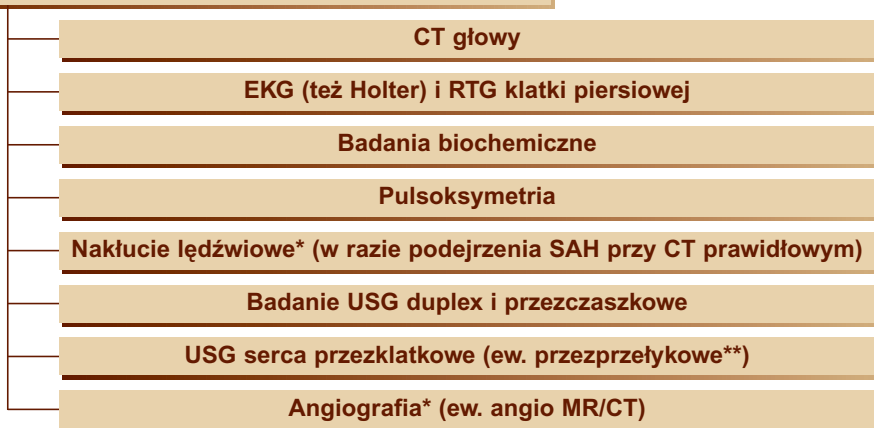 CT głowy
EKG (też Holter) i RTG klatki piersiowej
Badania biochemiczne
Pulsoksymetria
Nakłucie lędźwiowe* (w razie podejrzenia SAH przy CT prawidłowym)
Badanie USG duplex i przezczaszkowe
USG serca przezklatkowe (ew. przezprzełykowe**)
Angiografia* (ew. angio MR/CT)